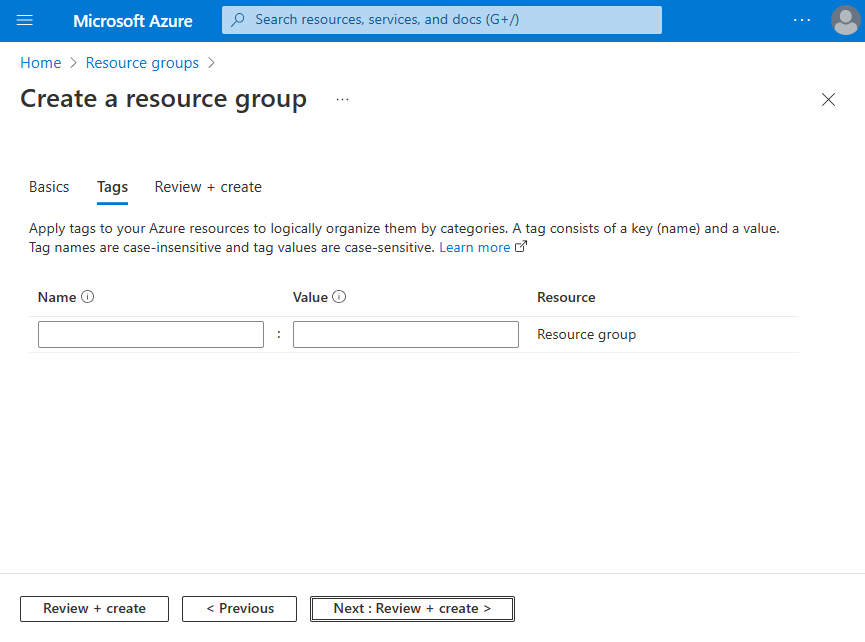 Microsoft Azure
Search resources, services, and docs (G+/)
Home > Resource groups >
Create a resource group ...
Basics Tags Review + create
Apply tags to your Azure resources to logically organize them by categories. A tag consists of a key (name) and a value.
Tag names are case-insensitive and tag values are case-sensitive. Learn more
Name Value Resource
: Resource group
Review + create < Previous Next : Review + create >